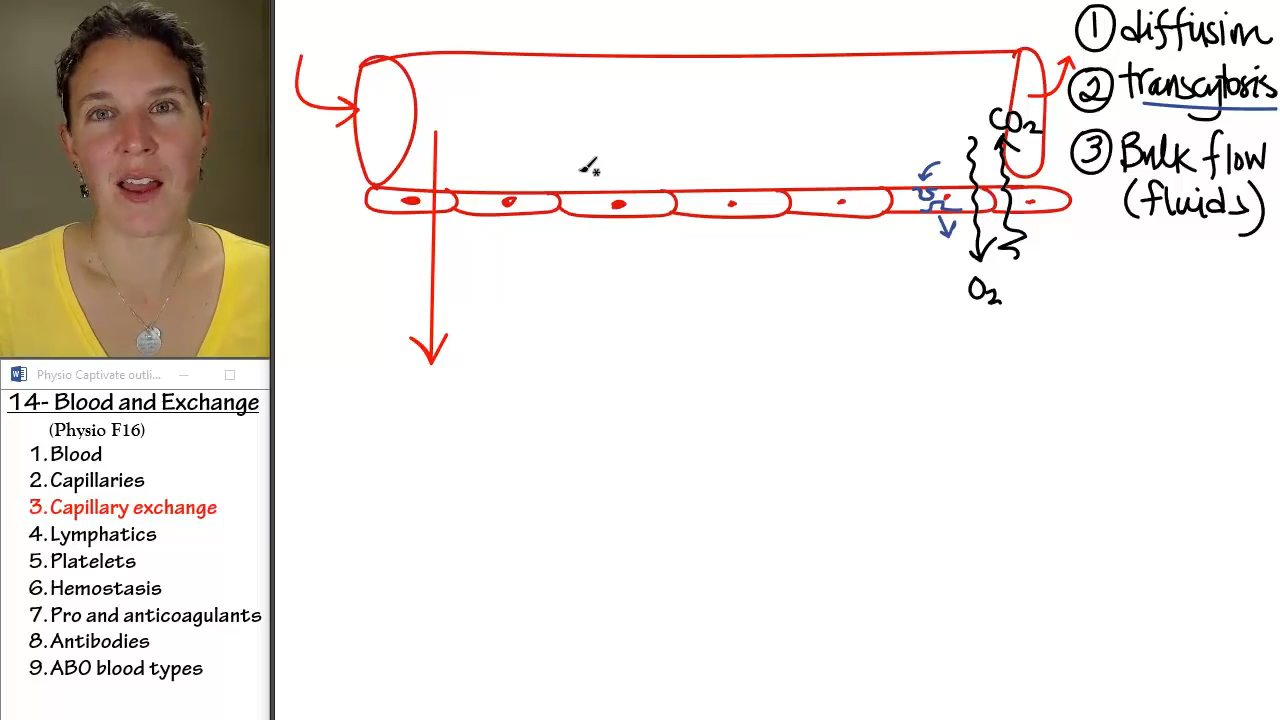 ① diffusion
② transcytosis
③ Bulk flow
(fluids)
CO₂
O₂
Physio Captivate outli...
14- Blood and Exchange
(Physio F16)
1. Blood
2. Capillaries
3. Capillary exchange
4. Lymphatics
5. Platelets
6. Hemostasis
7. Pro and anticoagulants
8. Antibodies
9. ABO blood types